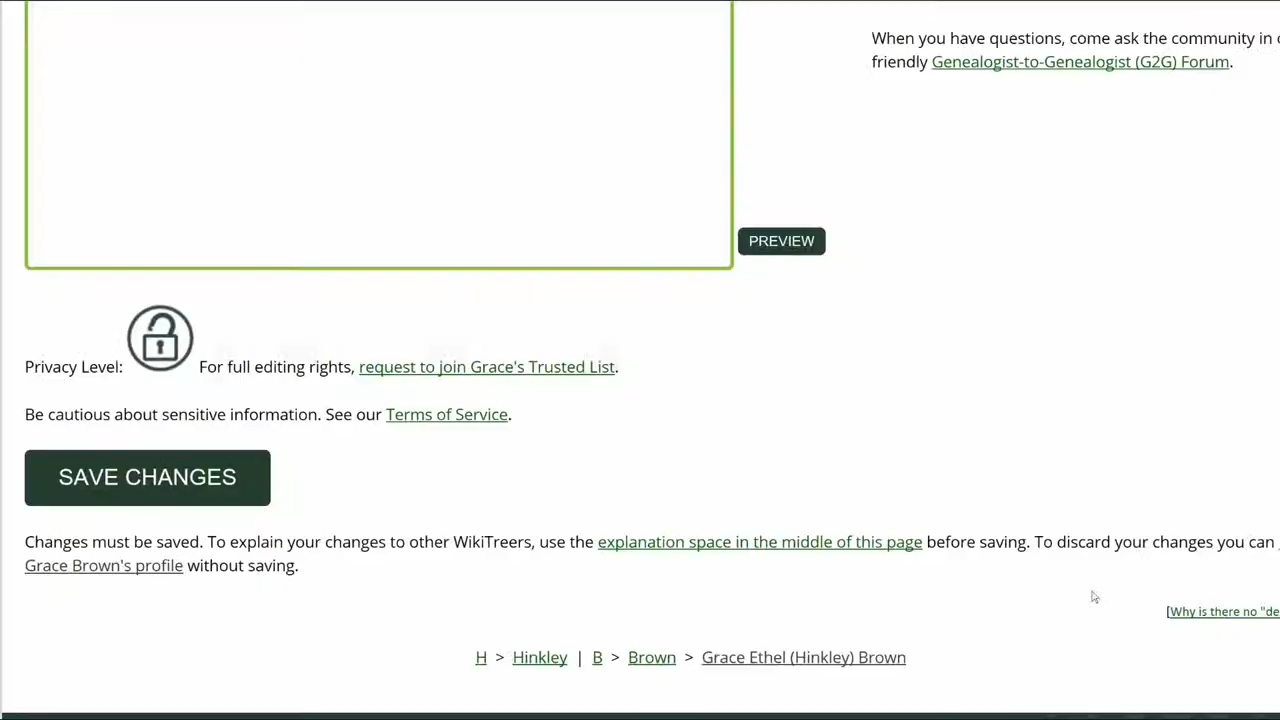 When you have questions, come ask the community in
friendly Genealogist-to-Genealogist (G2G) Forum.
PREVIEW
Privacy Level: For full editing rights, request to join Grace's Trusted List.
Be cautious about sensitive information. See our Terms of Service.
SAVE CHANGES
Changes must be saved. To explain your changes to other WikiTreers, use the explanation space in the middle of this page before saving. To discard your changes you can
Grace Brown's profile without saving.
[Why is there no "de
H > Hinkley | B > Brown > Grace Ethel (Hinkley) Brown